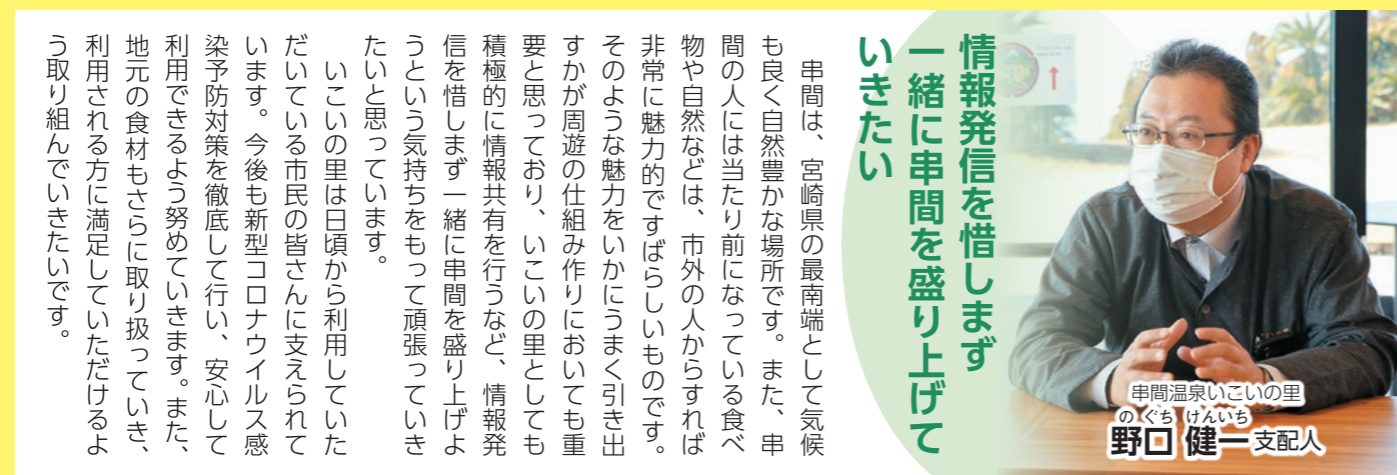 情報発信を惜しまず
一緒に串間を盛り上げて
いきたい
串間は、宮崎県の最南端として気候
も良く自然豊かな場所です。また、串
間の人には当たり前になっている食べ
物や自然などは、市外の人からすれば
非常に魅力的ですばらしいものです。
そのような魅力をいかにうまく引き出
すかが周遊の仕組み作りにおいても重
要と思っており、いこいの里としても
積極的に情報共有を行うなど、情報発
信を惜しまず一緒に串間を盛り上げよ
うという気持ちをもって頑張っていき
たいと思っています。
いこいの里は日頃から利用していた
だいている市民の皆さんに支えられて
います。今後も新型コロナウイルス感
染予防対策を徹底して行い、安心して
利用できるよう努めていきます。また、
地元の食材もさらに取り扱っていき、
利用される方に満足していただけるよ
う取り組んでいきたいです。
串間温泉いこいの里
のぐち けんいち
野口 健一 支配人